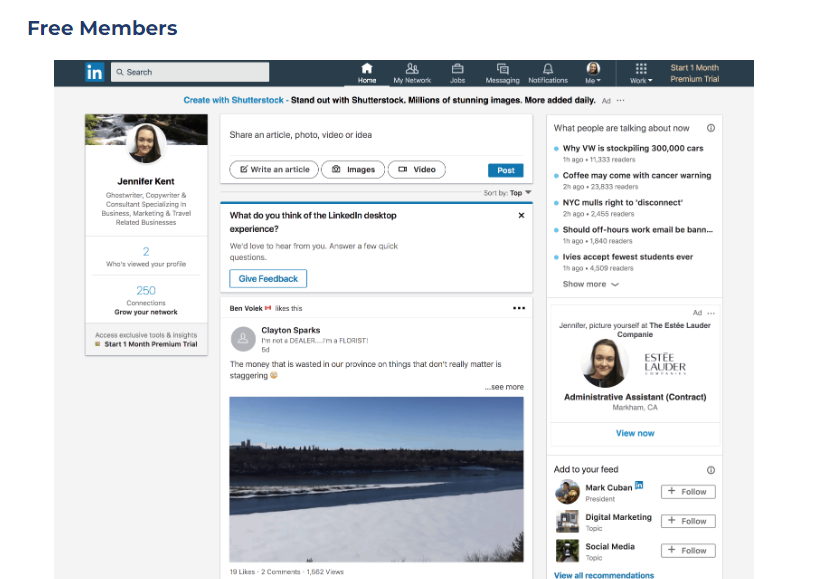 Free Members
in
Search
Home
My Network
Jobs
Messaging
Notifications
Me
Work
Start 1 Month
Premium Trial
Create with Shutterstock - Stand out with Shutterstock. Millions of stunning images. More added daily. Ad ...
Jennifer Kent
Ghostwriter, Copywriter &
Consultant Specializing in
Business, Marketing & Travel
Related Businesses
2
Who's viewed your profile
250
Connections
Grow your network
Access exclusive tools & insights
Start 1 Month Premium Trial
Share an article, photo, video or idea
Write an article
Images
Video
Post
Sort by: Top
What do you think of the LinkedIn desktop
experience?
We'd love to hear from you. Answer a few quick
questions.
Give Feedback
Ben Volek likes this
Clayton Sparks
I'm not a DEALER....I'm a FLORIST!
5d
The money that is wasted in our province on things that don't really matter is
staggering
...see more
19 Likes · 2 Comments · 1,562 Views
What people are talking about now
Why VW is stockpiling 300,000 cars
1h ago • 11,333 readers
Coffee may come with cancer warning
2h ago • 23,833 readers
NYC mulls right to 'disconnect'
2h ago • 2,455 readers
Should off-hours work email be bann...
1h ago • 1,840 readers
Ivies accept fewest students ever
1h ago • 4,509 readers
Show more
Ad ...
Jennifer, picture yourself at The Estée Lauder
Companie
ESTĒE
LAUDER
COMPANIES
Administrative Assistant (Contract)
Markham, CA
View now
Add to your feed
Mark Cuban in
President
+ Follow
Digital Marketing
Topic
+ Follow
Social Media
Topic
+ Follow
View all recommendations